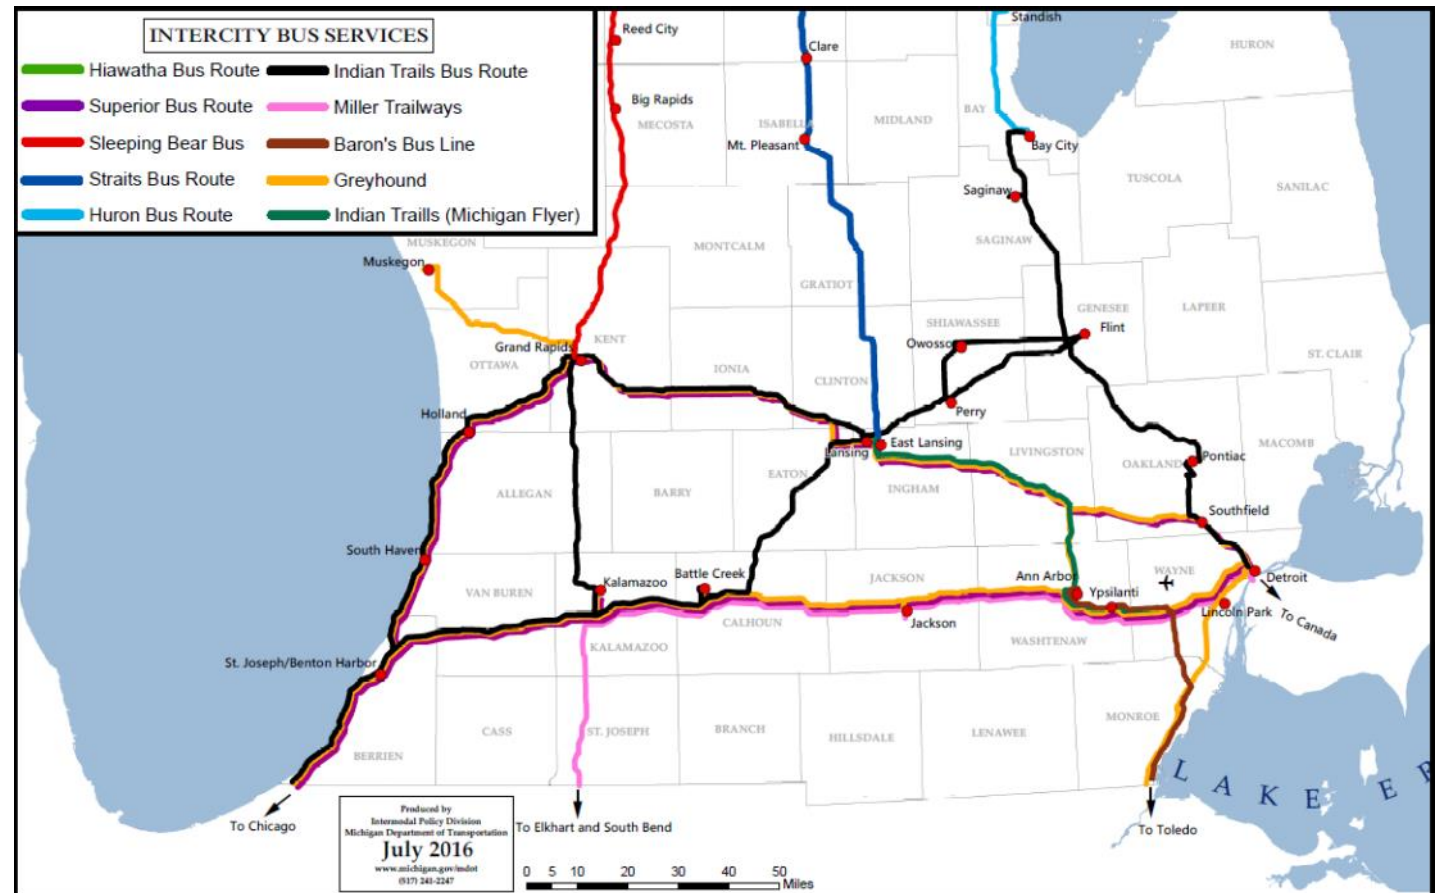 INTERCITY BUS SERVICES
Hiawatha Bus Route
Indian Trails Bus Route
Superior Bus Route
Miller Trailways
Sleeping Bear Bus
Baron's Bus Line
Straits Bus Route
Greyhound
Huron Bus Route
Indian Traills (Michigan Flyer)
Standish
Reed City
Clare
HURON
Big Rapids
MECOSTA
ISABELLA
MIDLAND
BAY
Mt. Pleasant
Bay City
TUSCOLA
SANILAC
Saginaw
MUSKEGON
MONTCALM
SAGINAW
Muskegon
GRATIOT
GENESEE
LAPEER
SHIAWASSEE
Flint
KENT
Grand Rapids
Owosso
ST. CLAIR
OTTAWA
IONIA
CLINTON
Holland
Perry
Lansing
East Lansing
LIVINGSTON
MACOMB
OAKLAND
Pontiac
EATON
INGHAM
ALLEGAN
BARRY
Southfield
South Haven
Kalamazoo
Battle Creek
JACKSON
Ann Arbor
WAYNE
Detroit
VAN BUREN
Ypsilanti
Lincoln Park
To Canada
CALHOUN
Jackson
WASHTENAW
KALAMAZOO
St. Joseph/Benton Harbor
CASS
ST. JOSEPH
BRANCH
HILLSDALE
LENAWEE
MONROE
BERRIEN
LAKE ER
To Chicago
To Elkhart and South Bend
To Toledo
Produced by
Intermodal Policy Division
Michigan Department of Transportation
July 2016
www.michigan.gov/mdot
(517) 241-2247
0 5 10 20 30 40 50
Miles